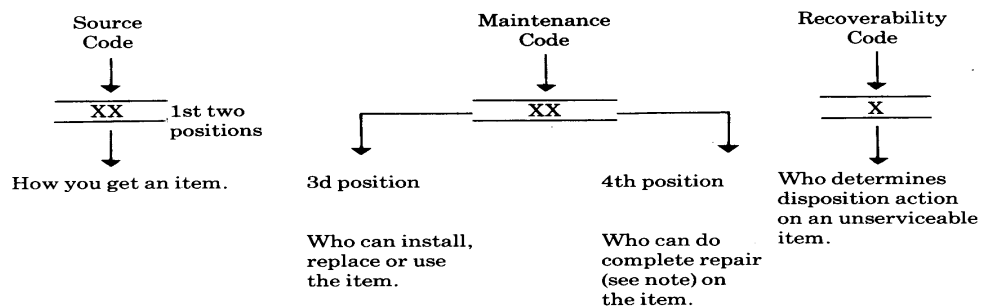 Source
Code
XX
1st two
positions
How you get an item.
Maintenance
Code
XX
3d position
Who can install,
replace or use
the item.
4th position
Who can do
complete repair
(see note) on
the item.
Recoverability
Code
X
Who determines
disposition action
on an unserviceable
item.